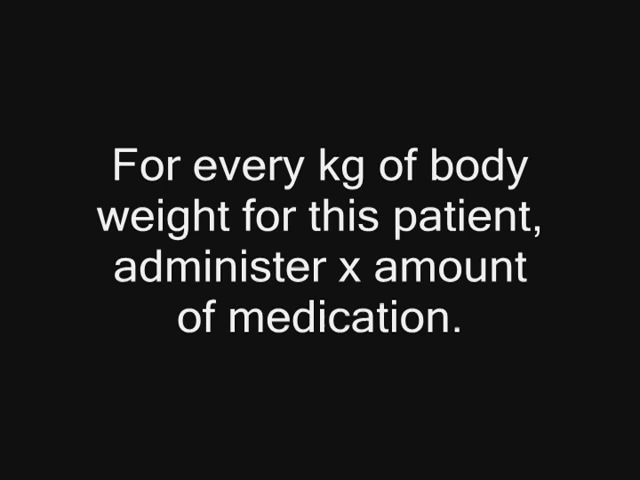 For every kg of body
weight for this patient,
administer x amount
of medication.